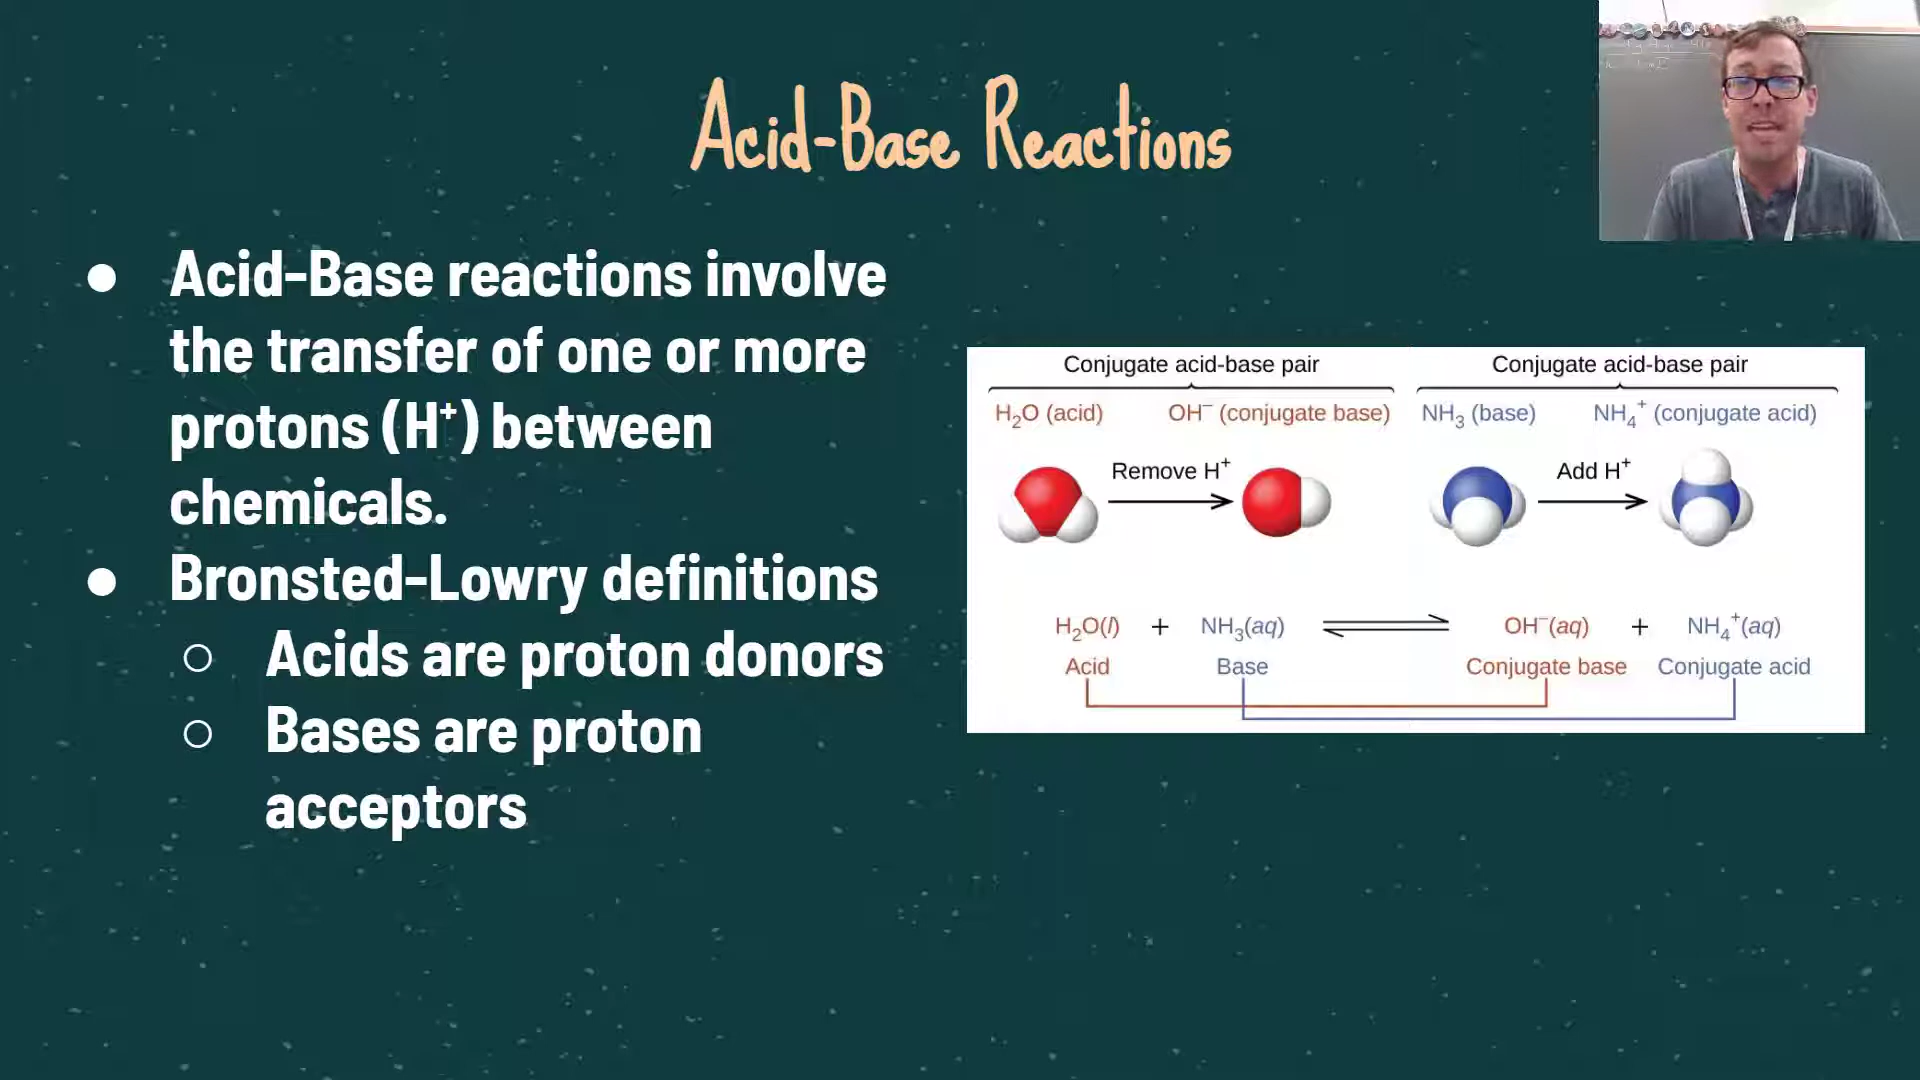 Acid-Base Reactions
● Acid-Base reactions involve
the transfer of one or more
protons (H⁺) between
chemicals.
● Bronsted-Lowry definitions
○ Acids are proton donors
○ Bases are proton
acceptors
Conjugate acid-base pair Conjugate acid-base pair
H₂O (acid) OH⁻ (conjugate base) NH₃ (base) NH₄⁺ (conjugate acid)
Remove H⁺ Add H⁺
H₂O(l) + NH₃(aq) ⇌ OH⁻(aq) + NH₄⁺(aq)
Acid Base Conjugate base Conjugate acid